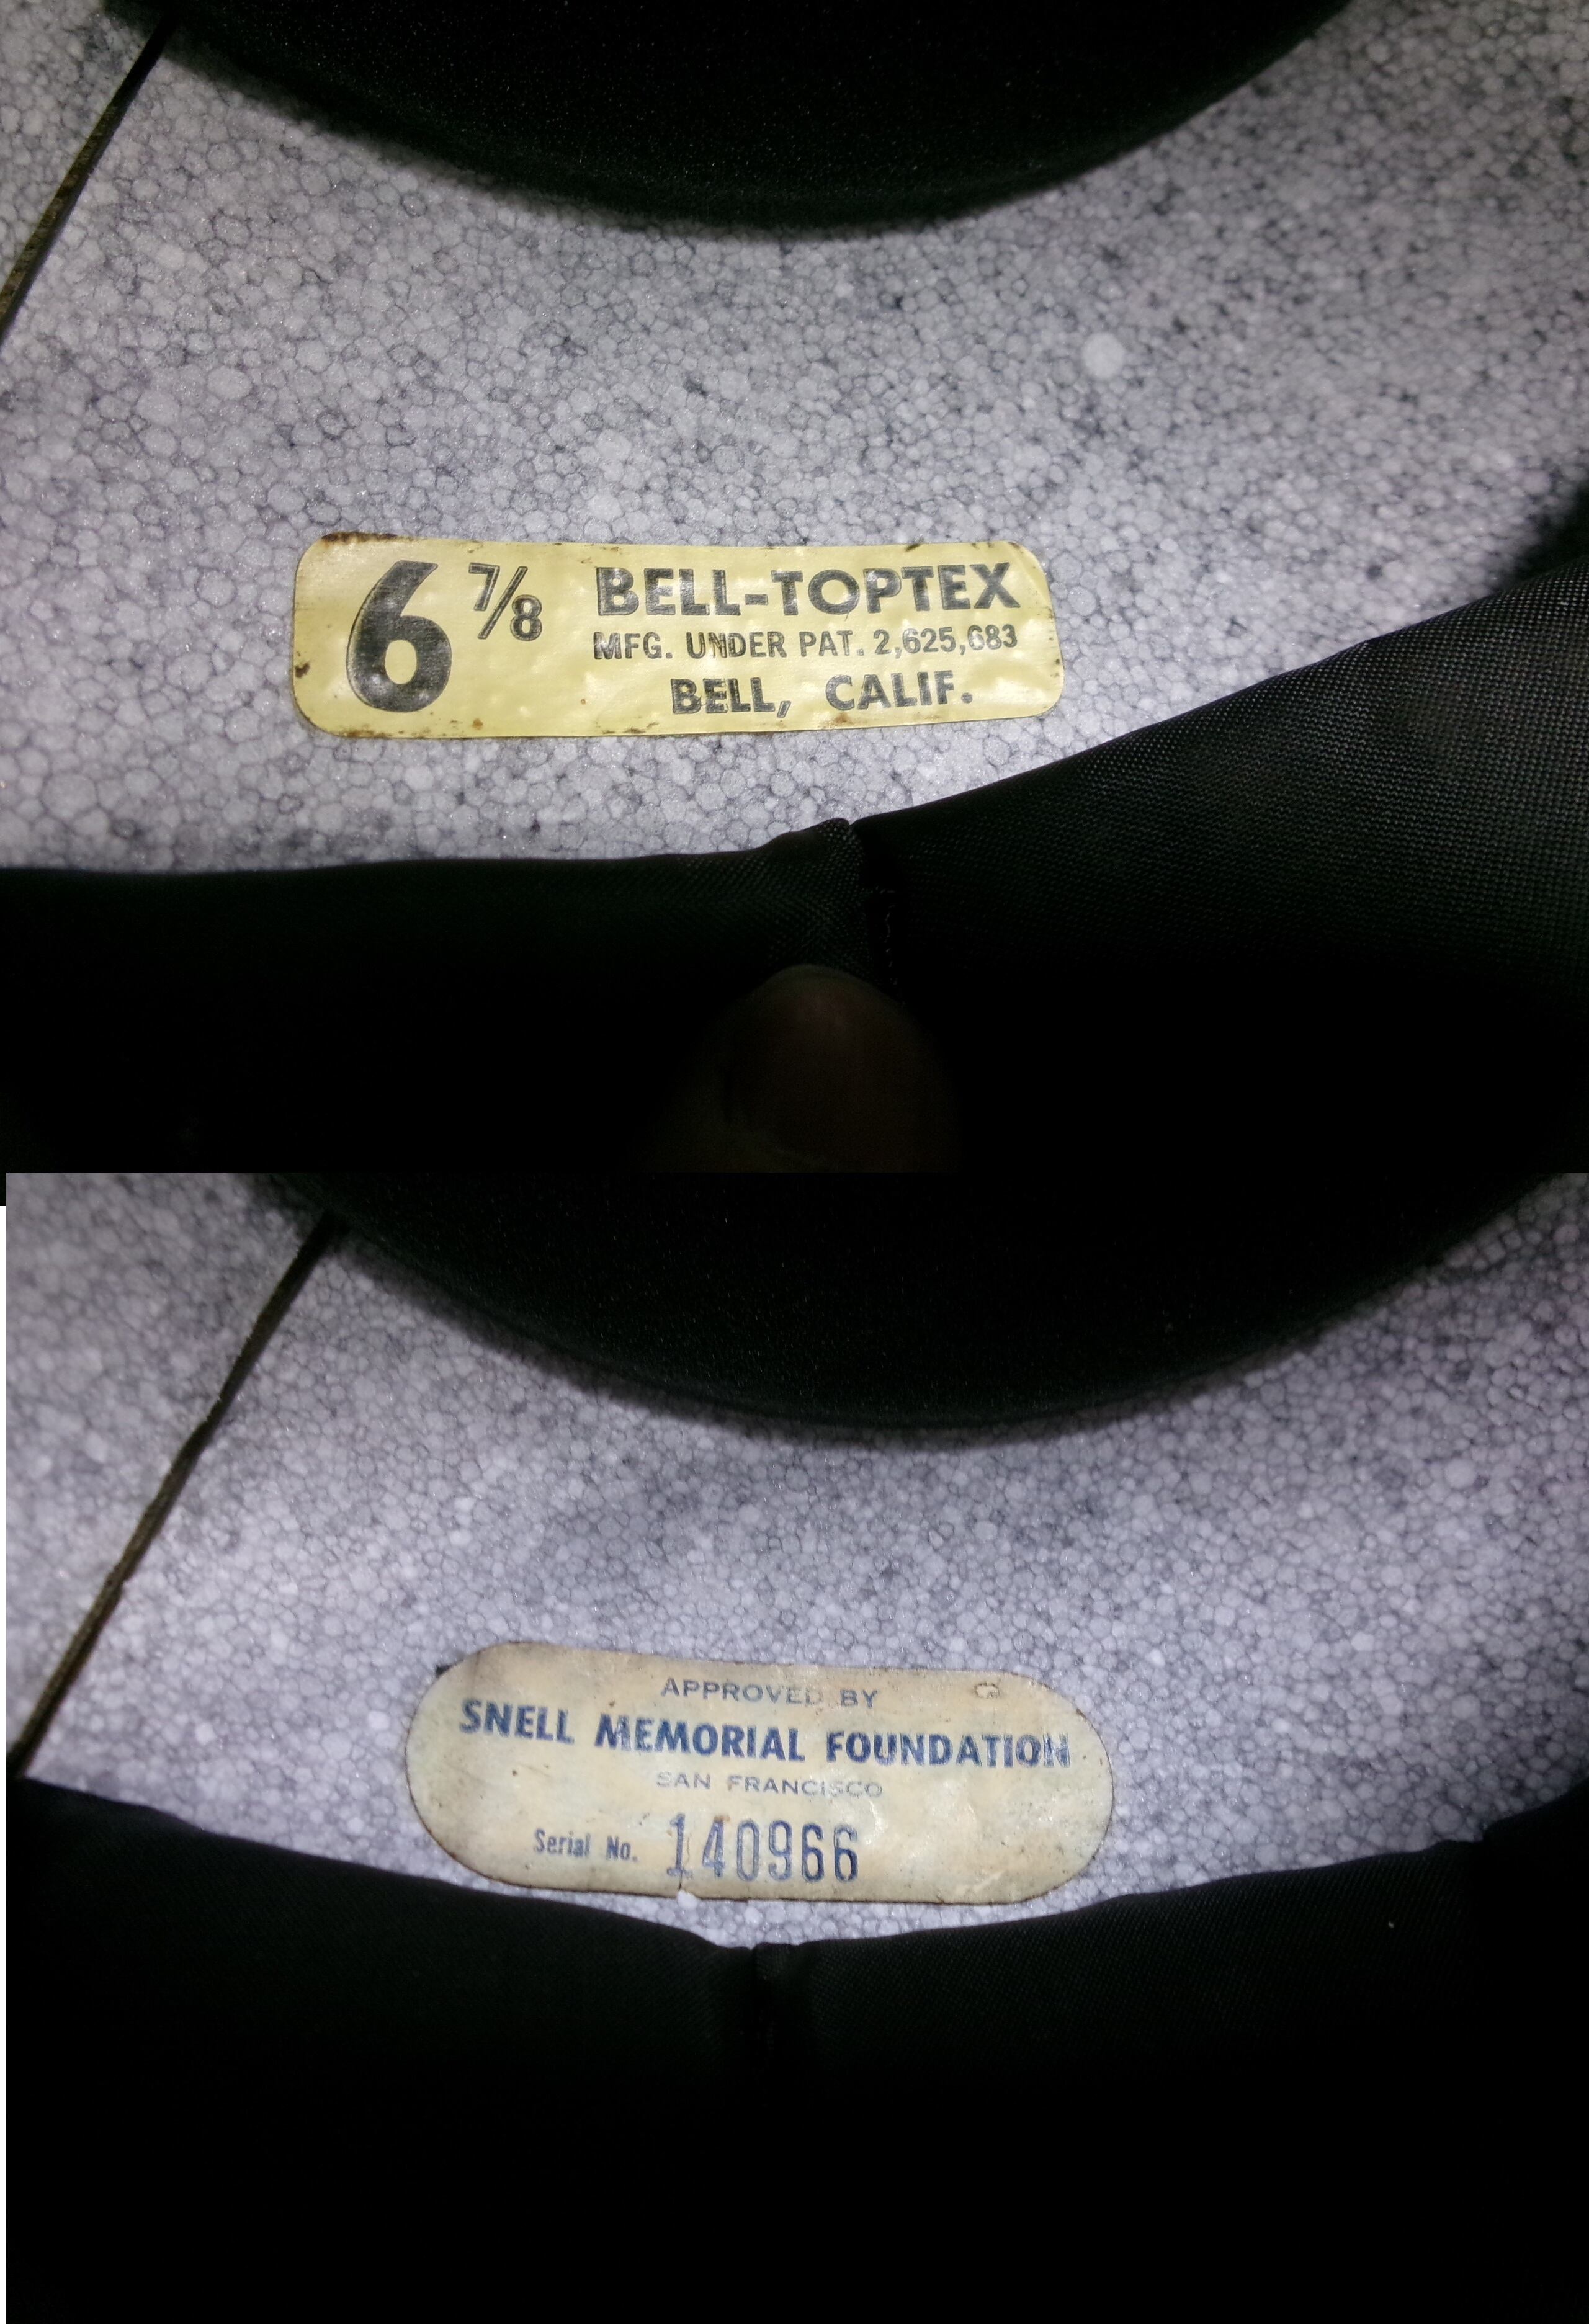 6 7/8 BELL-TOPTEX
MFG. UNDER PAT. 2,625,683
BELL, CALIF.
APPROVED BY
SNELL MEMORIAL FOUNDATION
SAN FRANCISCO
Serial No. 140966